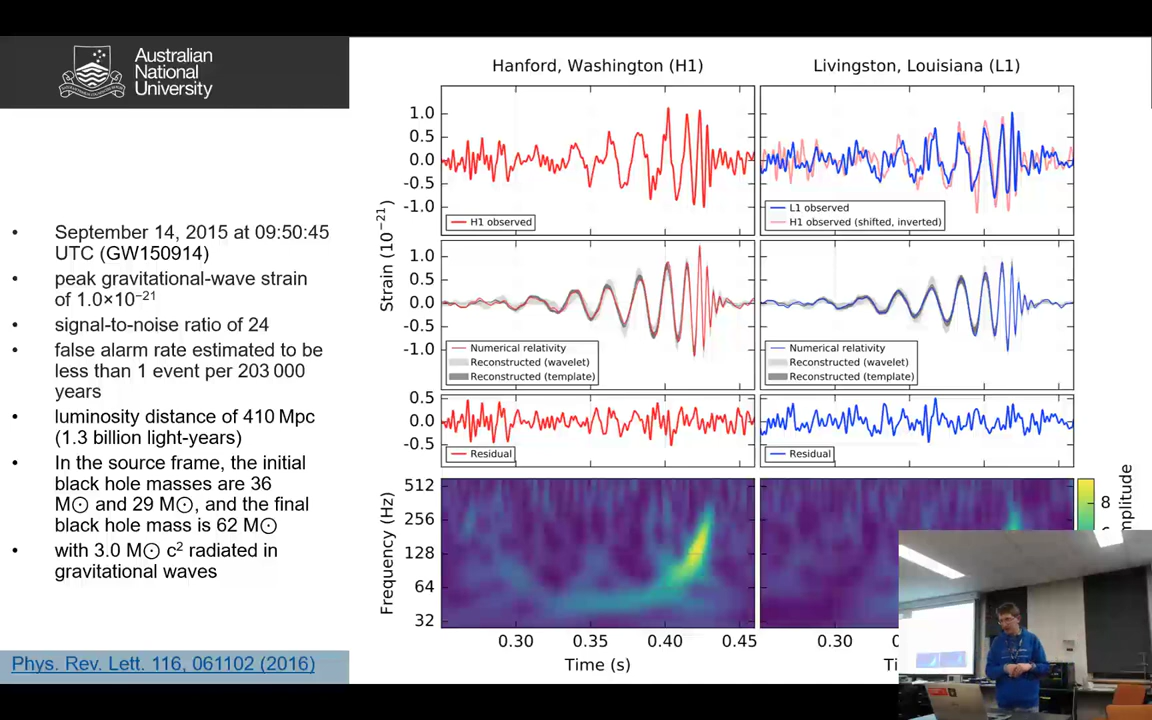 Australian
National
University
• September 14, 2015 at 09:50:45
UTC (GW150914)
• peak gravitational-wave strain
of 1.0×10⁻²¹
• signal-to-noise ratio of 24
• false alarm rate estimated to be
less than 1 event per 203 000
years
• luminosity distance of 410 Mpc
(1.3 billion light-years)
• In the source frame, the initial
black hole masses are 36
M⊙ and 29 M⊙, and the final
black hole mass is 62 M⊙
• with 3.0 M⊙ c² radiated in
gravitational waves
Phys. Rev. Lett. 116, 061102 (2016)
Hanford, Washington (H1)
Livingston, Louisiana (L1)
Strain (10⁻²¹)
1.0
0.5
0.0
-0.5
-1.0
H1 observed
L1 observed
H1 observed (shifted, inverted)
1.0
0.5
0.0
-0.5
-1.0
Numerical relativity
Reconstructed (wavelet)
Reconstructed (template)
Numerical relativity
Reconstructed (wavelet)
Reconstructed (template)
0.5
0.0
-0.5
Residual
Residual
Frequency (Hz)
512
256
128
64
32
8
mplitude
0.30 0.35 0.40 0.45
Time (s)
0.30
Ti